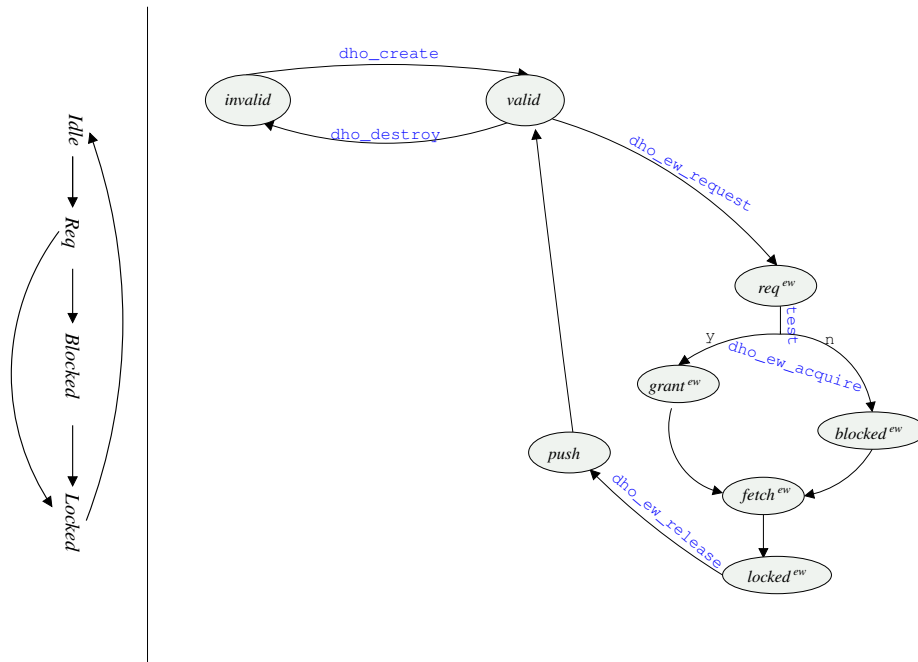 Idle
Req
Blocked
Locked
dho_create
invalid
valid
dho_destroy
dho_ew_request
req ew
test
y
n
dho_ew_acquire
grant ew
blocked ew
push
fetch ew
dho_ew_release
locked ew